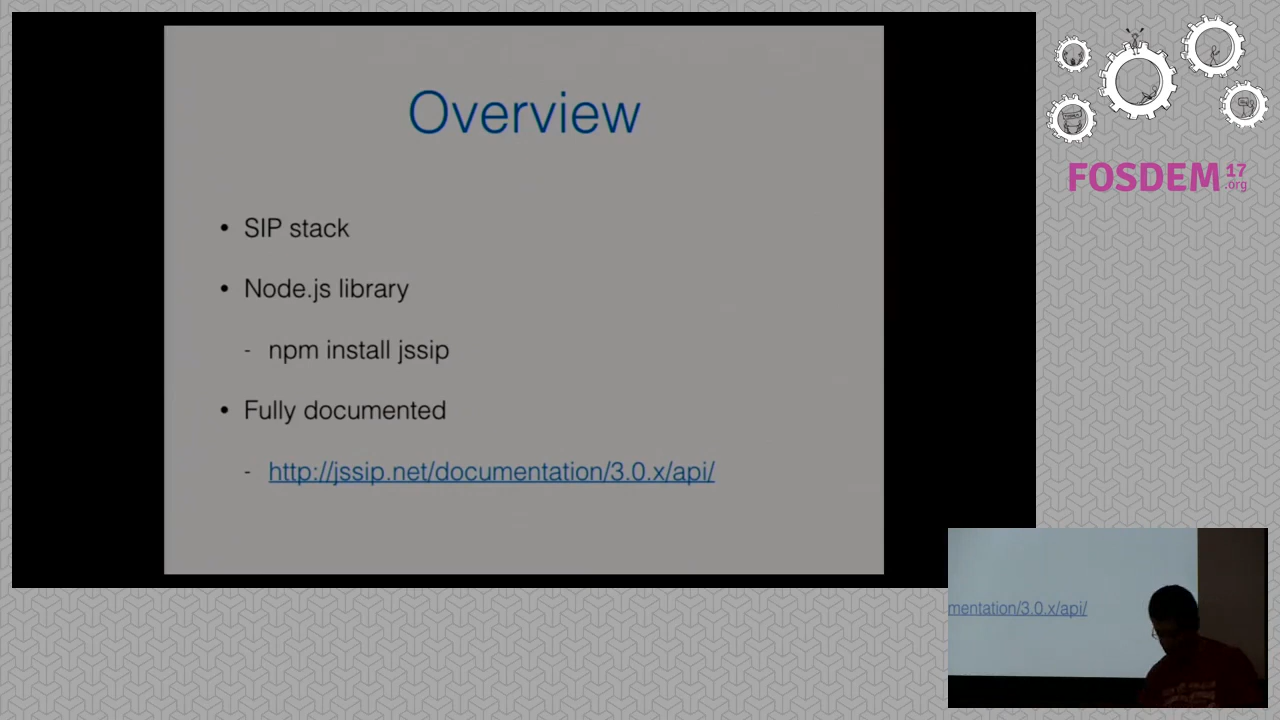 Overview
• SIP stack
• Node.js library
- npm install jssip
• Fully documented
- http://jssip.net/documentation/3.0.x/api/
FOSDEM 17 .org
mentation/3.0.x/api/